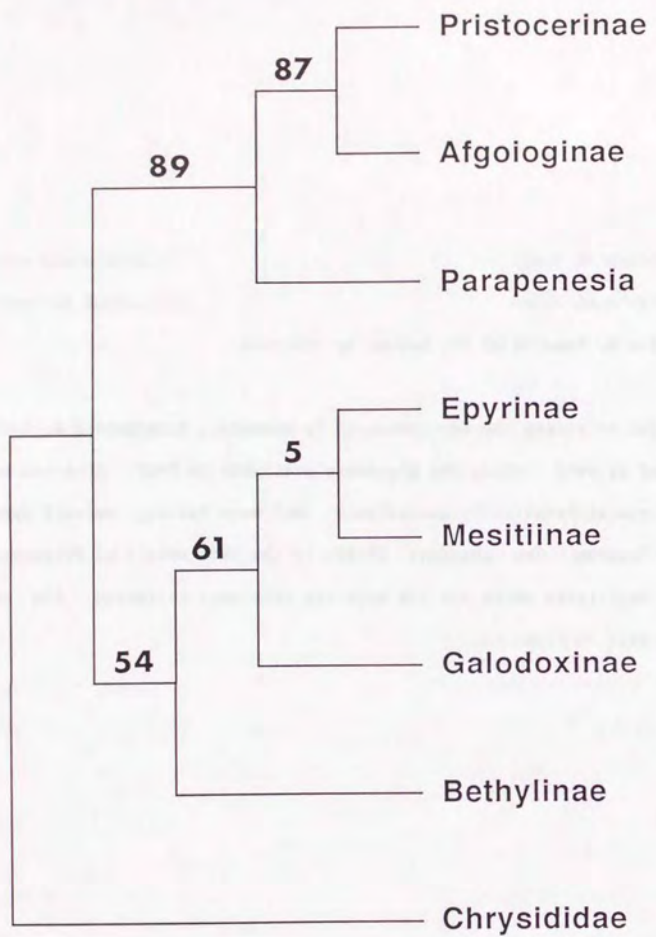 Pristocerinae
87
Afgoioginae
89
Parapenesia
Epyrinae
5
Mesitiinae
61
Galodoxinae
54
Bethylinae
Chrysididae